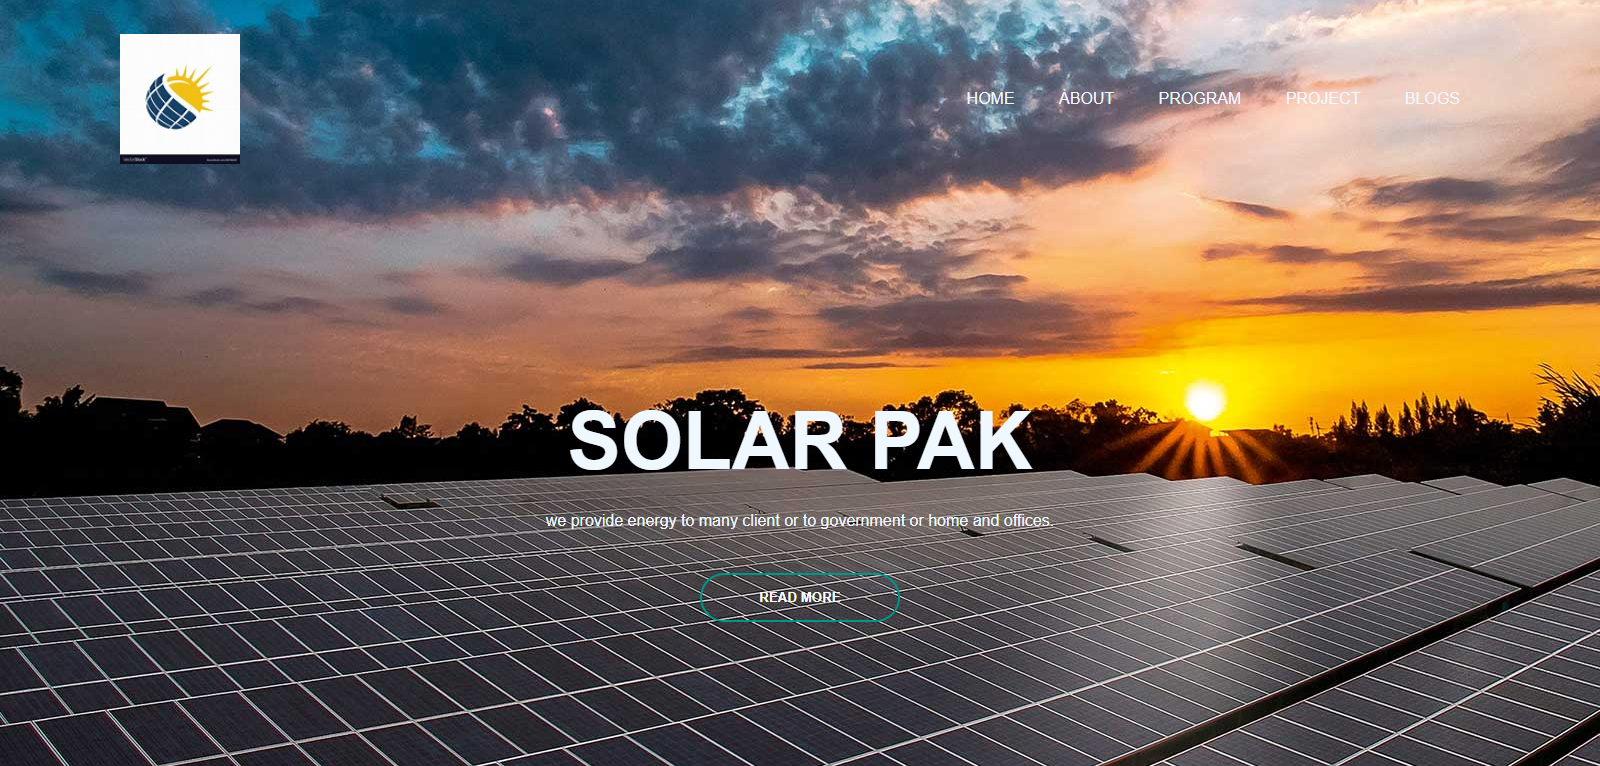 HOME ABOUT PROGRAM PROJECT BLOGS
VectorStock
SOLAR PAK
we provide energy to many client or to government or home and offices.
READ MORE